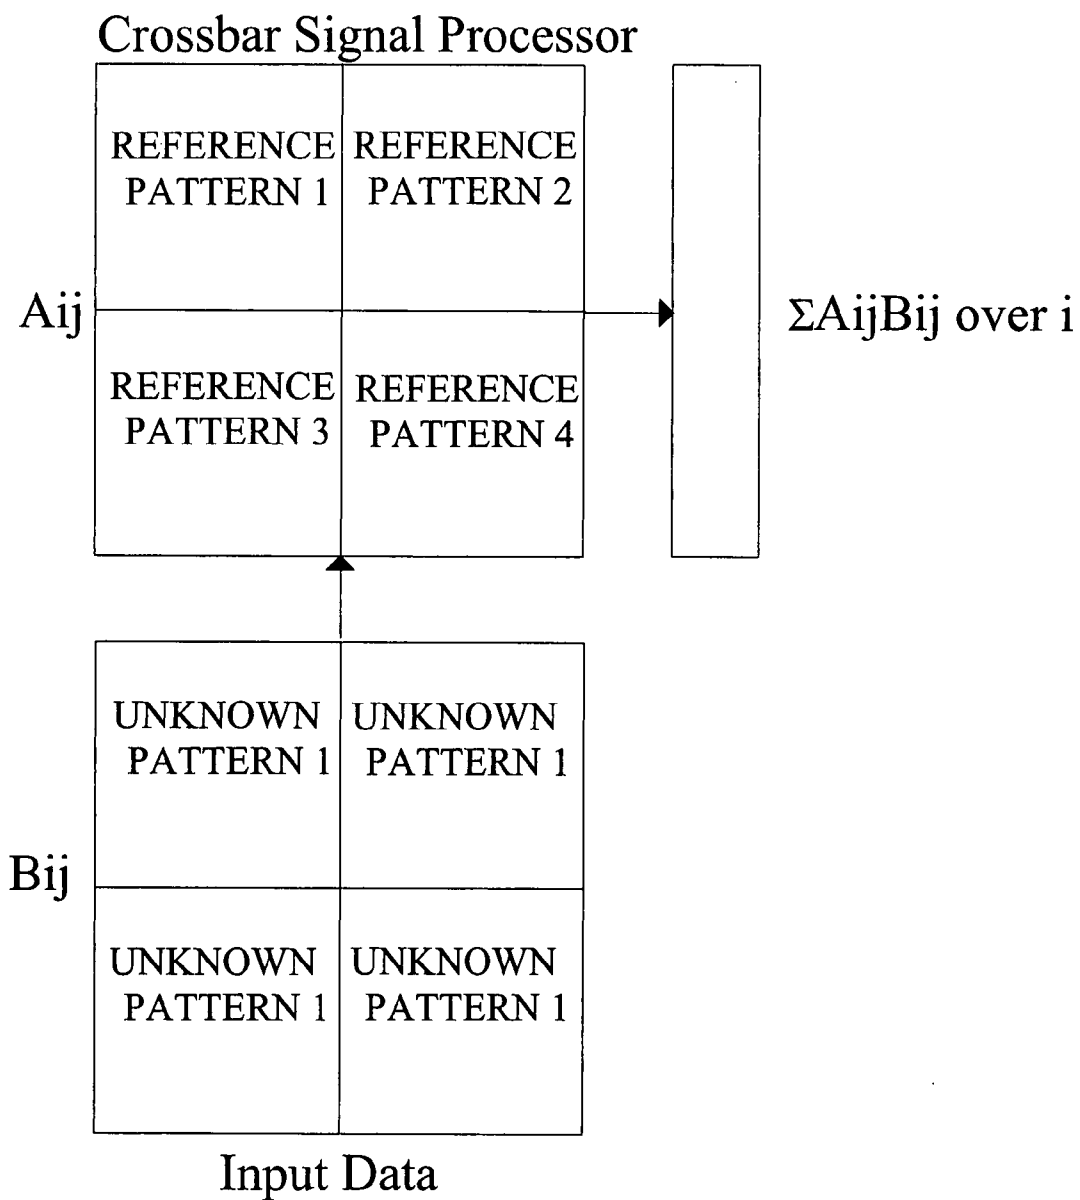 Crossbar Signal Processor
REFERENCE
PATTERN 1
REFERENCE
PATTERN 2
Aij
ΣAijBij over i
REFERENCE
PATTERN 3
REFERENCE
PATTERN 4
UNKNOWN
PATTERN 1
UNKNOWN
PATTERN 1
Bij
UNKNOWN
PATTERN 1
UNKNOWN
PATTERN 1
Input Data